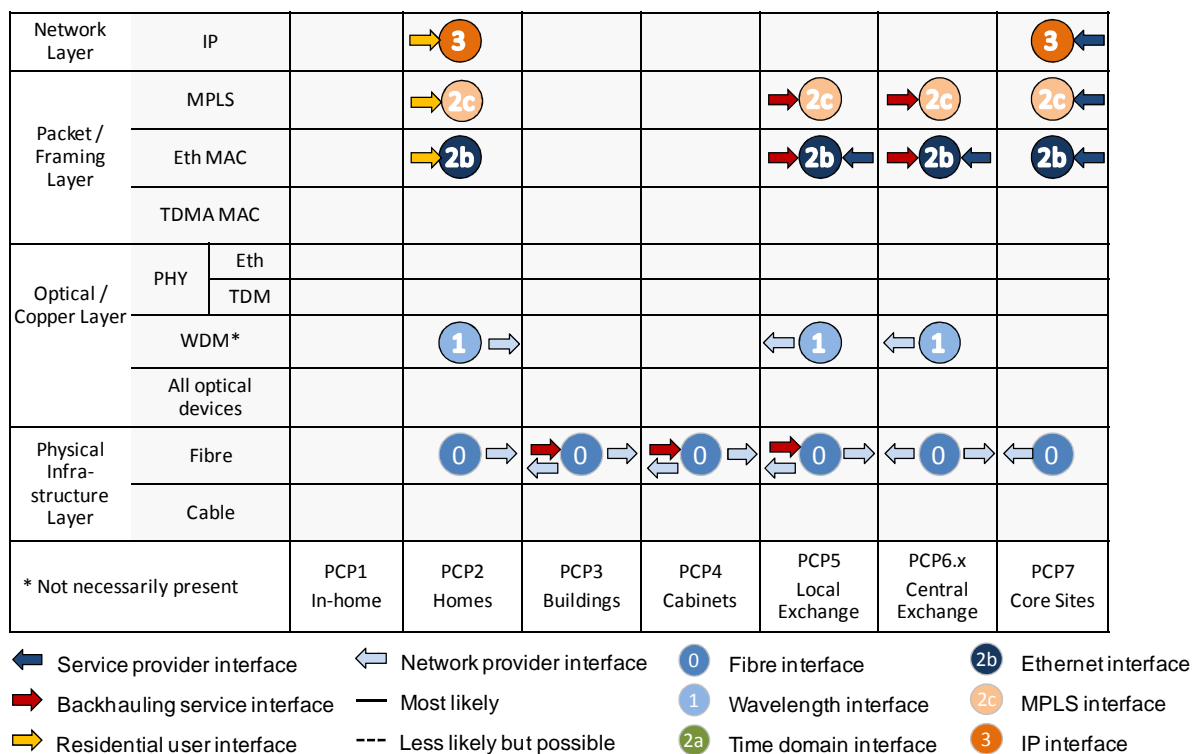 Network
Layer
IP
3
3
Packet /
Framing
Layer
MPLS
2c
2c
2c
2c
Eth MAC
2b
2b
2b
2b
TDMA MAC
Optical /
Copper Layer
PHY
Eth
TDM
WDM*
1
1
1
All optical
devices
Physical
Infra-
structure
Layer
Fibre
0
0
0
0
0
0
Cable
* Not necessarily present
PCP1
In-home
PCP2
Homes
PCP3
Buildings
PCP4
Cabinets
PCP5
Local
Exchange
PCP6.x
Central
Exchange
PCP7
Core Sites
Service provider interface
Network provider interface
0 Fibre interface
2b Ethernet interface
Backhauling service interface
Most likely
1 Wavelength interface
2c MPLS interface
Residential user interface
Less likely but possible
2a Time domain interface
3 IP interface